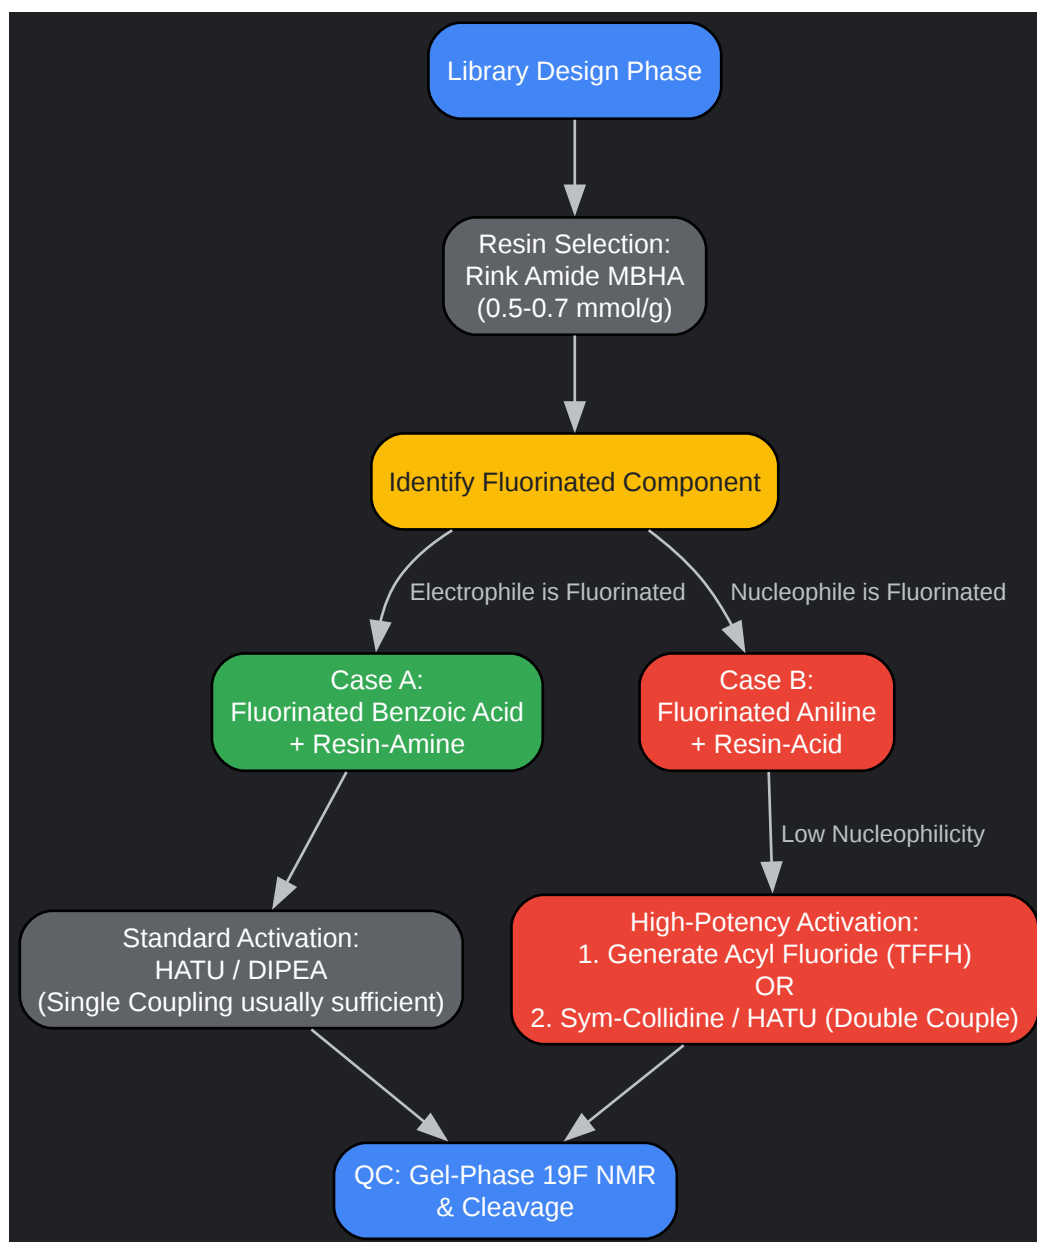 Library Design Phase
Resin Selection:
Rink Amide MBHA
(0.5-0.7 mmol/g)
Identify Fluorinated Component
Electrophile is Fluorinated
Nucleophile is Fluorinated
Case A:
Fluorinated Benzoic Acid
+ Resin-Amine
Case B:
Fluorinated Aniline
+ Resin-Acid
Low Nucleophilicity
Standard Activation:
HATU / DIPEA
(Single Coupling usually sufficient)
High-Potency Activation:
1. Generate Acyl Fluoride (TFFH)
OR
2. Sym-Collidine / HATU (Double Couple)
QC: Gel-Phase 19F NMR
& Cleavage